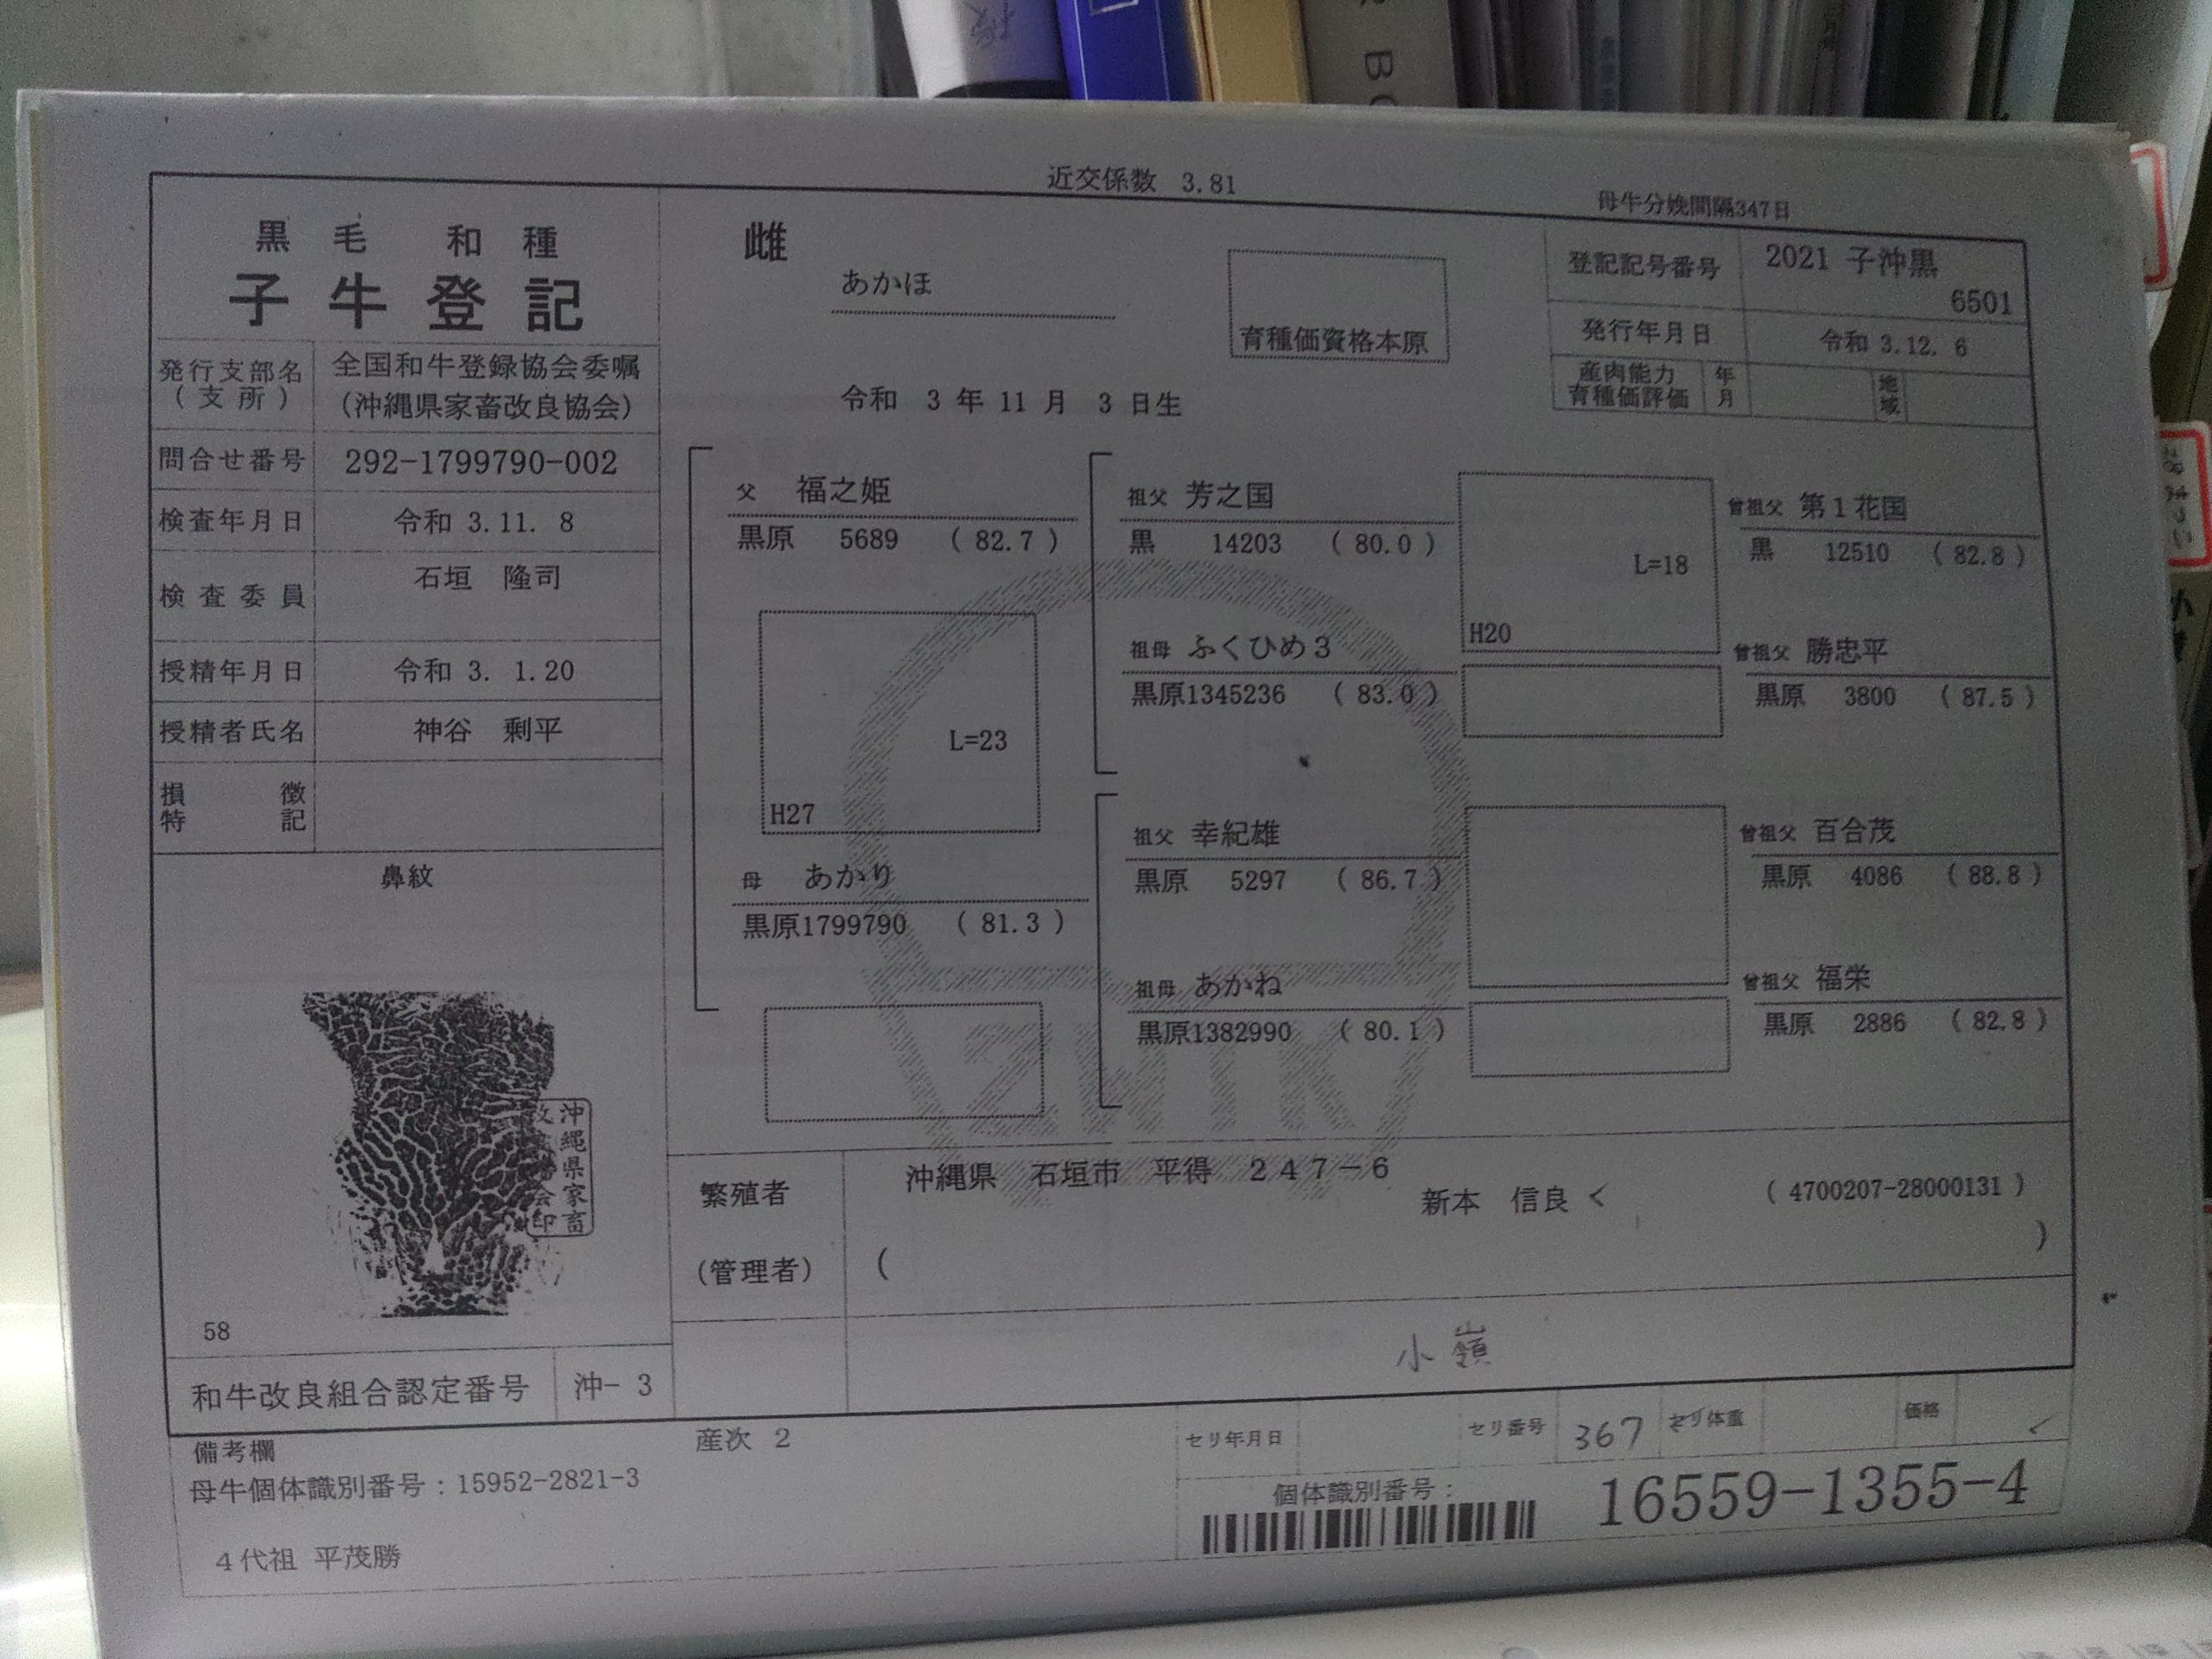 近交係数 3.81
母牛分娩間隔347日
黒毛 和種
子牛登記
発行支部名
(支所)
全国和牛登録協会委嘱
(沖縄県家畜改良協会)
問合せ番号 292-1799790-002
検査年月日 令和 3.11. 8
検査委員 石垣 隆司
授精年月日 令和 3. 1.20
授精者氏名 神谷 剰平
損徴
特記
鼻紋
沖縄県家畜
会印
58
和牛改良組合認定番号 沖- 3
雌
あかほ
育種価資格本原
令和 3 年 11 月 3 日生
登記記号番号 2021 子沖黒
6501
発行年月日 令和 3.12. 6
産肉能力
育種価評価
年
月
地
域
父 福之姫
黒原 5689 ( 82.7 )
L=23
H27
母 あかり
黒原1799790 ( 81.3 )
祖父 芳之国
黒 14203 ( 80.0 )
祖母 ふくひめ3
黒原1345236 ( 83.0 )
L=18
H20
曾祖父 第1花国
黒 12510 ( 82.8 )
曾祖父 勝忠平
黒原 3800 ( 87.5 )
祖父 幸紀雄
黒原 5297 ( 86.7 )
祖母 あかね
黒原1382990 ( 80.1 )
曾祖父 百合茂
黒原 4086 ( 88.8 )
曾祖父 福栄
黒原 2886 ( 82.8 )
繁殖者
沖縄県 石垣市 平得 247-6
新本 信良 ( 4700207-28000131 )
(管理者) ( )
小嶺
備考欄
産次 2
母牛個体識別番号：15952-2821-3
4代祖 平茂勝
セリ年月日 セリ番号 367 セリ体重 価格
個体識別番号：
16559-1355-4